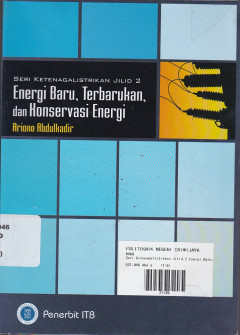 SERI KETENAGALISTRIKAN JILID 2
Energi Baru, Terbarukan,
dan Konservasi Energi
Ariono Abdulkadir
POLITEKNIK NEGERI SRIWIJAYA
Penerbit ITB